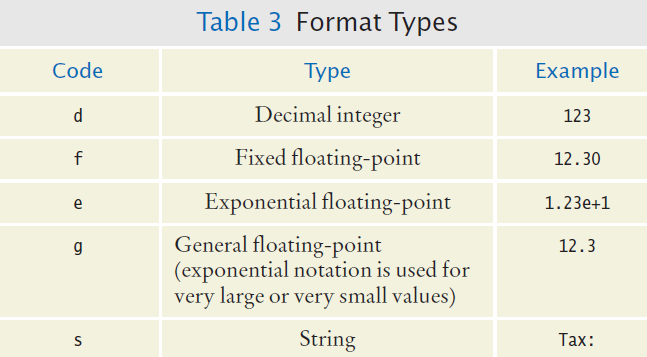 Table 3 Format Types
Code Type Example
d Decimal integer 123
f Fixed floating-point 12.30
e Exponential floating-point 1.23e+1
g General floating-point 12.3
(exponential notation is used for
very large or very small values)
s String Tax: